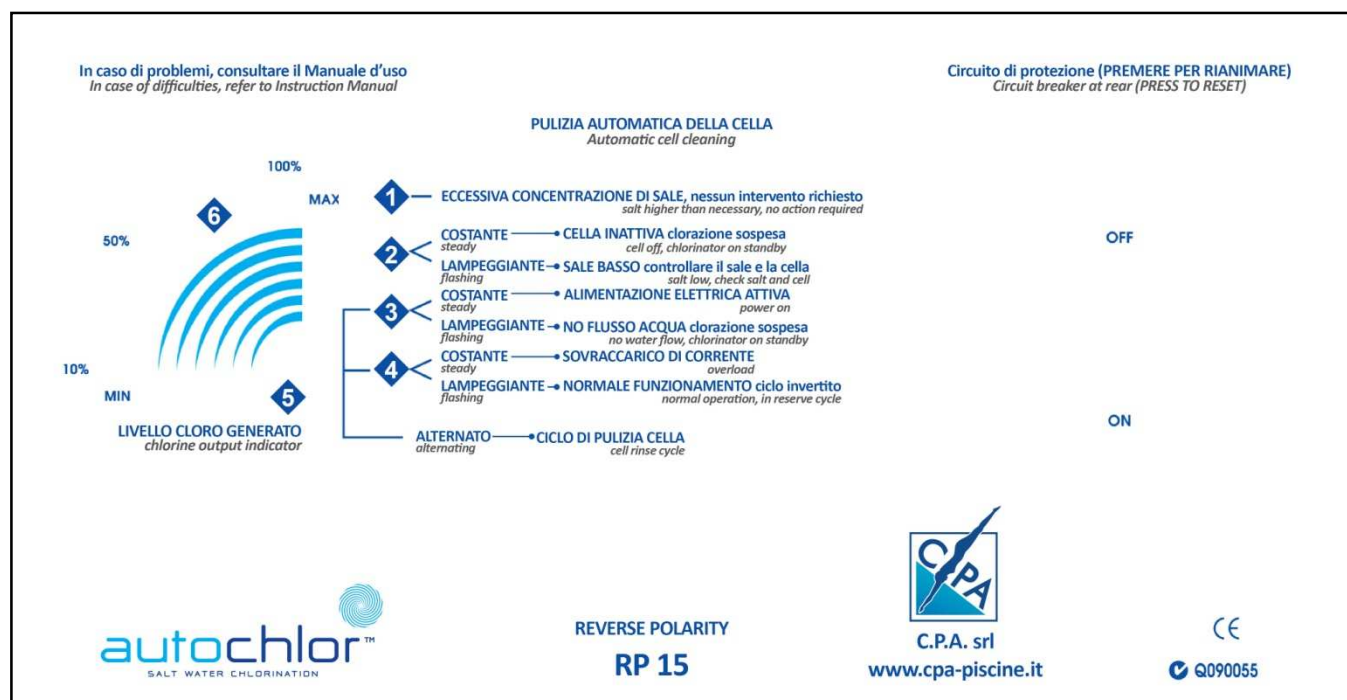 In caso di problemi, consultare il Manuale d'uso
In case of difficulties, refer to Instruction Manual
Circuito di protezione (PREMERE PER RIANIMARE)
Circuit breaker at rear (PRESS TO RESET)
PULIZIA AUTOMATICA DELLA CELLA
Automatic cell cleaning
100%
MAX
6
50%
10%
MIN
5
LIVELLO CLORO GENERATO
chlorine output indicator
1 ECCESSIVA CONCENTRAZIONE DI SALE, nessun intervento richiesto
salt higher than necessary, no action required
2
COSTANTE CELLA INATTIVA clorazione sospesa
steady cell off, chlorinator on standby
LAMPEGGIANTE SALE BASSO controllare il sale e la cella
flashing salt low, check salt and cell
3
COSTANTE ALIMENTAZIONE ELETTRICA ATTIVA
steady power on
LAMPEGGIANTE NO FLUSSO ACQUA clorazione sospesa
flashing no water flow, chlorinator on standby
4
COSTANTE SOVRACCARICO DI CORRENTE
steady overload
LAMPEGGIANTE NORMALE FUNZIONAMENTO ciclo invertito
flashing normal operation, in reserve cycle
ALTERNATO CICLO DI PULIZIA CELLA
alternating cell rinse cycle
OFF
ON
autochlor™
SALT WATER CHLORINATION
REVERSE POLARITY
RP 15
CPA
C.P.A. srl
www.cpa-piscine.it
CE
Q090055